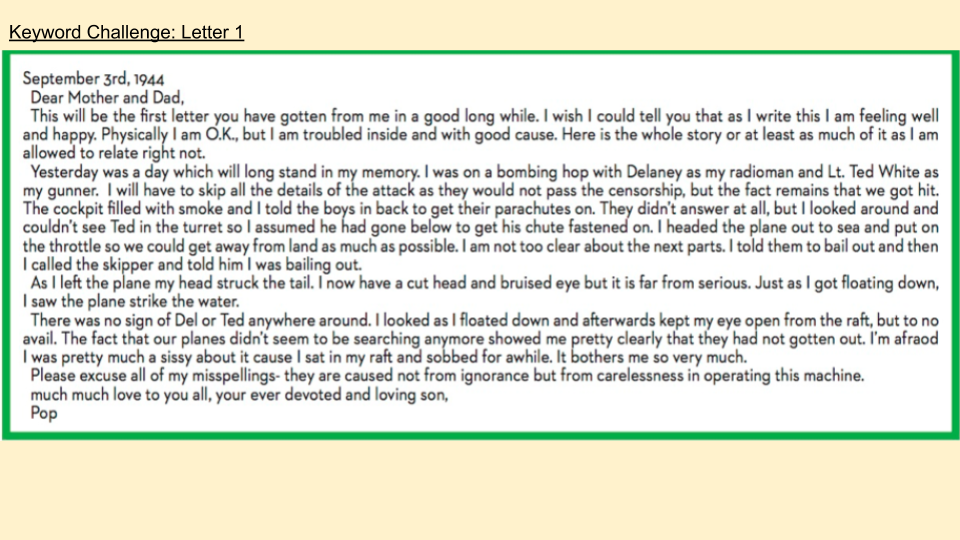 Keyword Challenge: Letter 1
September 3rd, 1944
Dear Mother and Dad,
This will be the first letter you have gotten from me in a good long while. I wish I could tell you that as I write this I am feeling well
and happy. Physically I am O.K., but I am troubled inside and with good cause. Here is the whole story or at least as much of it as I am
allowed to relate right not.
Yesterday was a day which will long stand in my memory. I was on a bombing hop with Delaney as my radioman and Lt. Ted White as
my gunner. I will have to skip all the details of the attack as they would not pass the censorship, but the fact remains that we got hit.
The cockpit filled with smoke and I told the boys in back to get their parachutes on. They didn't answer at all, but I looked around and
couldn't see Ted in the turret so I assumed he had gone below to get his chute fastened on. I headed the plane out to sea and put on
the throttle so we could get away from land as much as possible. I am not too clear about the next parts. I told them to bail out and then
I called the skipper and told him I was bailing out.
As I left the plane my head struck the tail. I now have a cut head and bruised eye but it is far from serious. Just as I got floating down,
I saw the plane strike the water.
There was no sign of Del or Ted anywhere around. I looked as I floated down and afterwards kept my eye open from the raft, but to no
avail. The fact that our planes didn't seem to be searching anymore showed me pretty clearly that they had not gotten out. I'm afraod
I was pretty much a sissy about it cause I sat in my raft and sobbed for awhile. It bothers me so very much.
Please excuse all of my misspellings- they are caused not from ignorance but from carelessness in operating this machine.
much much love to you all, your ever devoted and loving son,
Pop